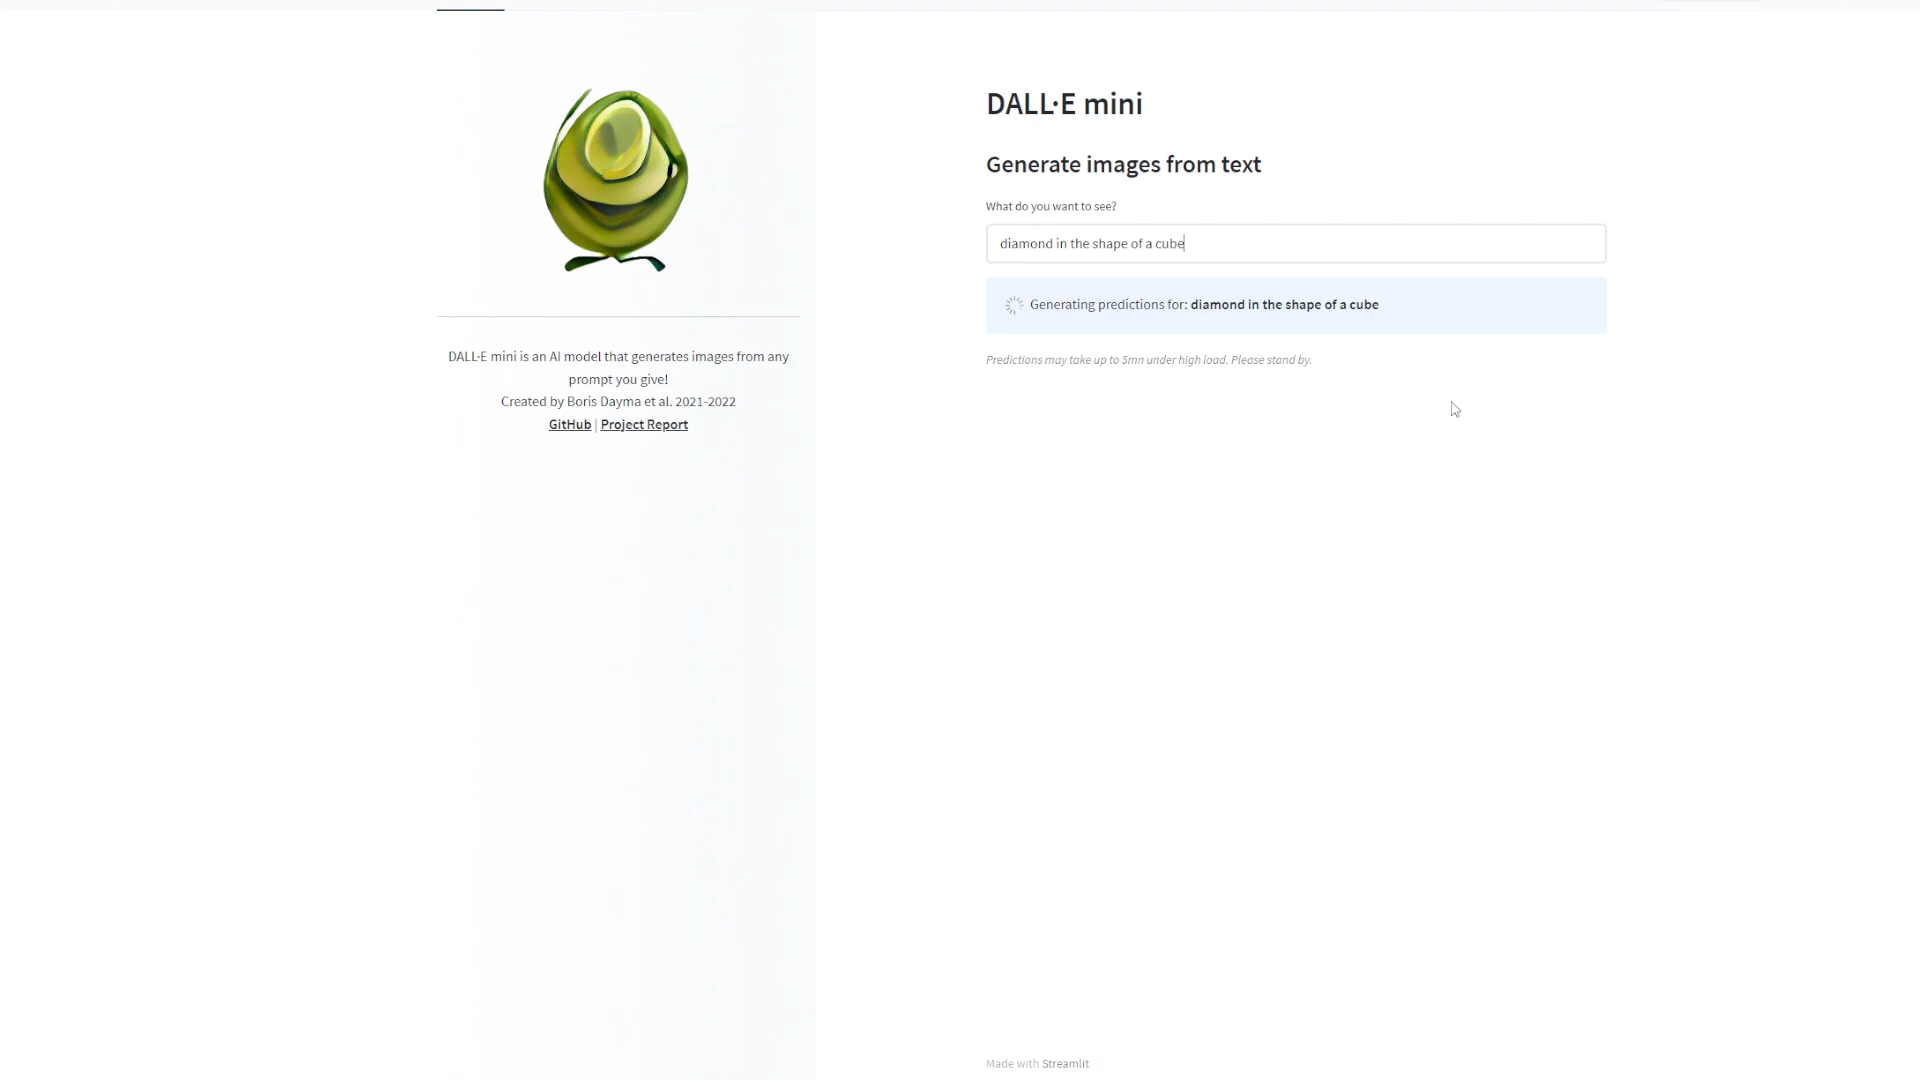 DALL·E mini is an AI model that generates images from any
prompt you give!
Created by Boris Dayma et al. 2021-2022
GitHub | Project Report
DALL·E mini
Generate images from text
What do you want to see?
diamond in the shape of a cube
Generating predictions for: diamond in the shape of a cube
Predictions may take up to 5mn under high load. Please stand by.
Made with Streamlit